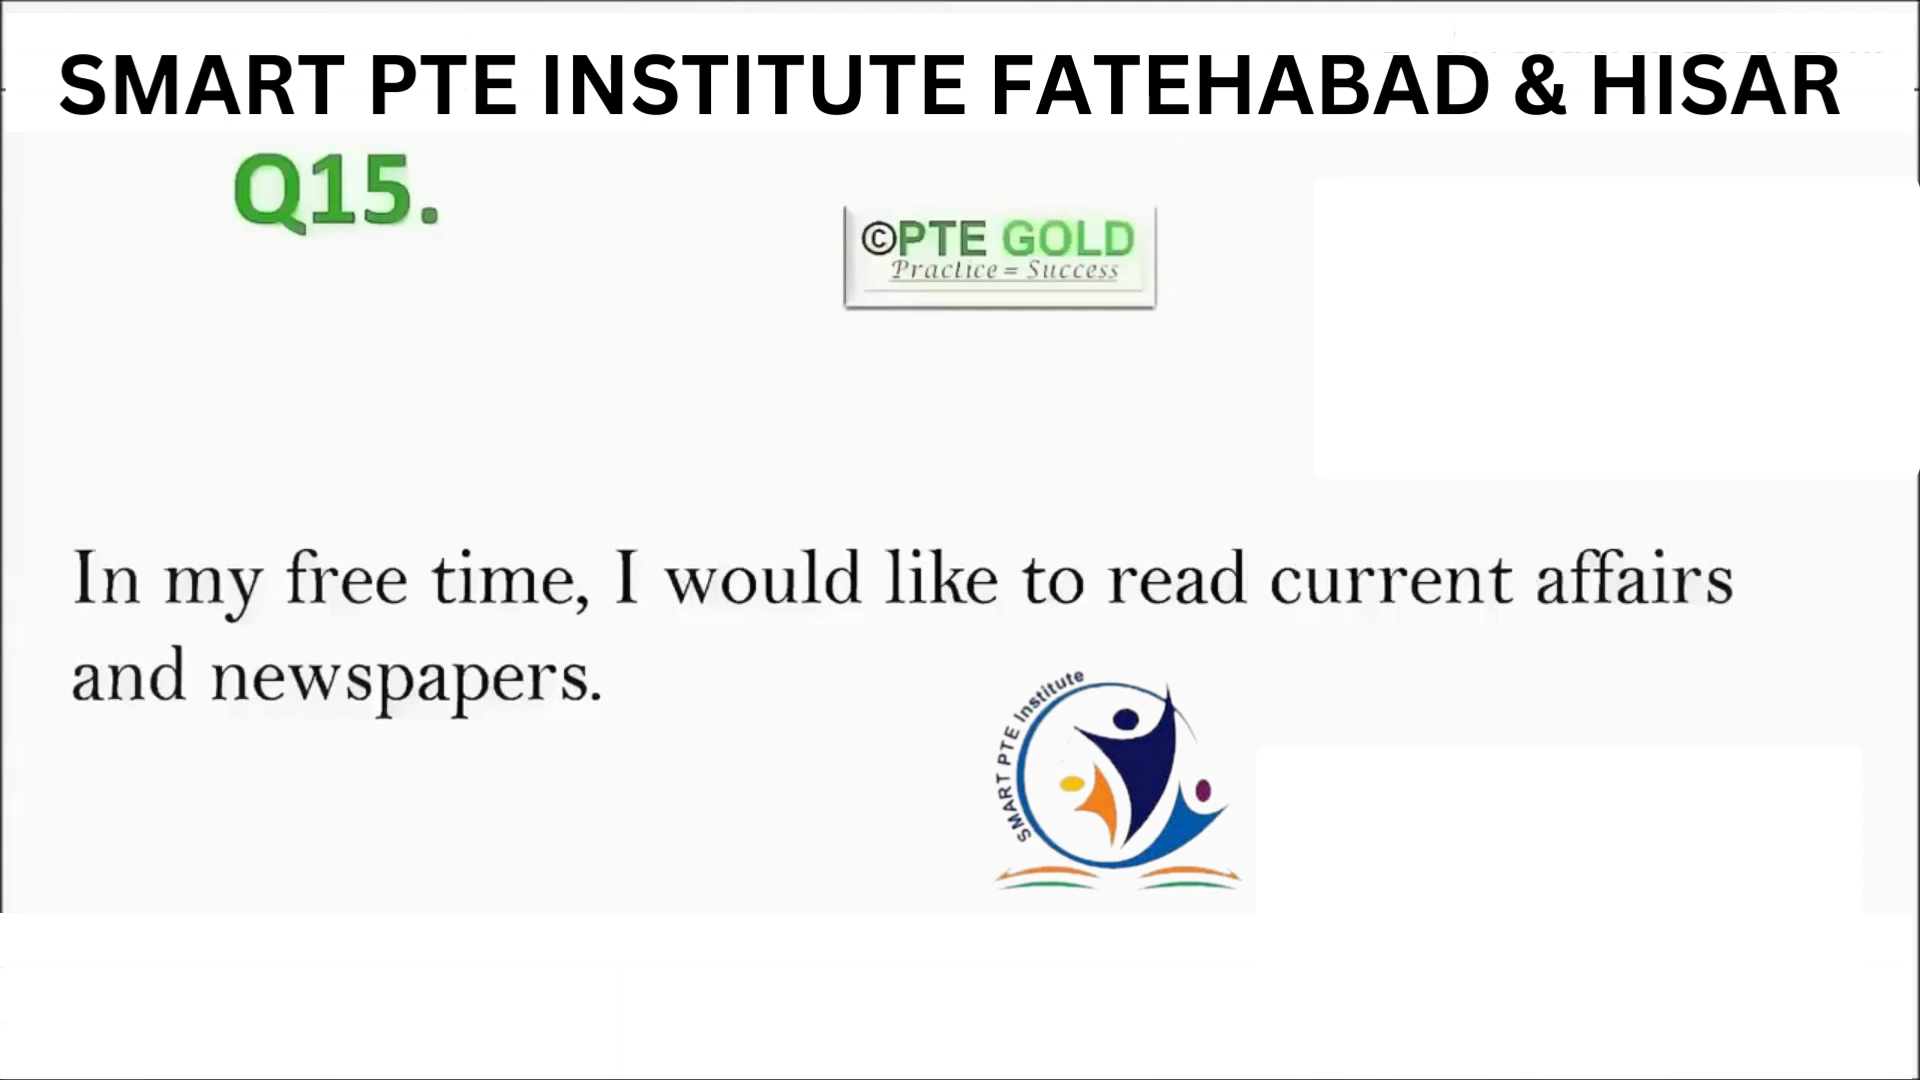 SMART PTE INSTITUTE FATEHABAD & HISAR
Q15.
©PTE GOLD
Practice = Success
In my free time, I would like to read current affairs
and newspapers.
SMART PTE Institute